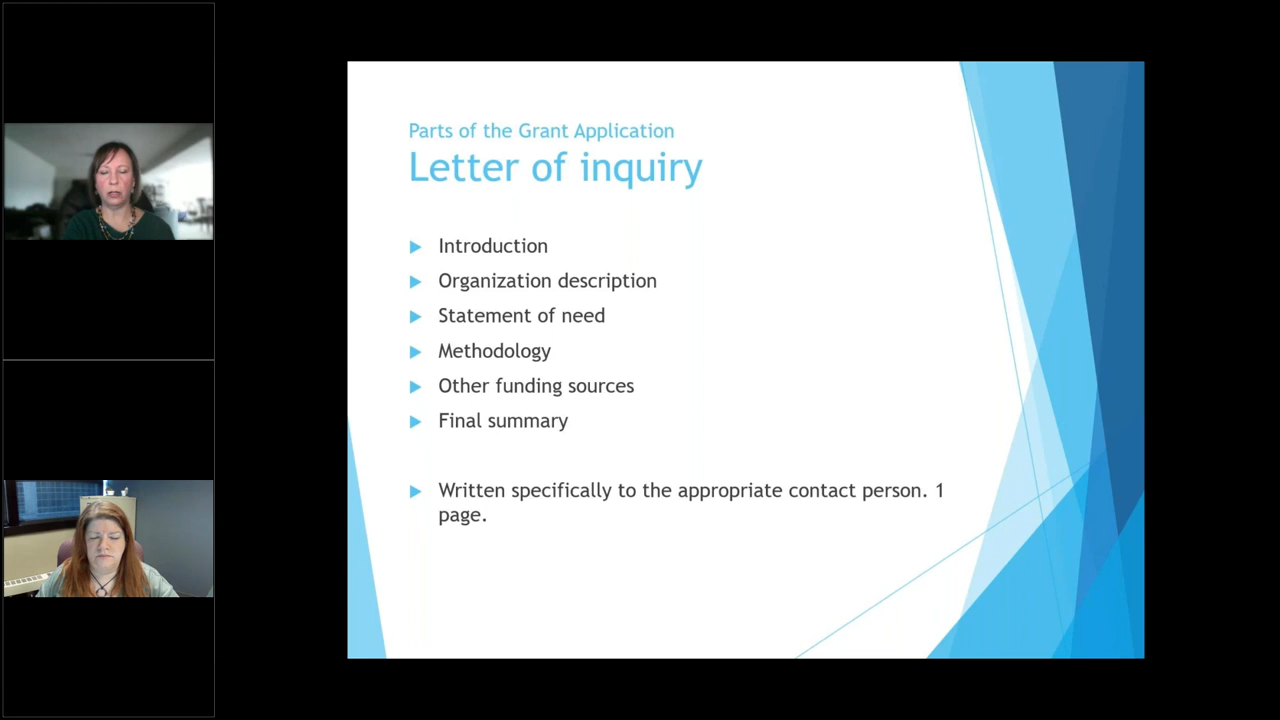 Parts of the Grant Application
Letter of inquiry
Introduction
Organization description
Statement of need
Methodology
Other funding sources
Final summary
Written specifically to the appropriate contact person. 1
page.